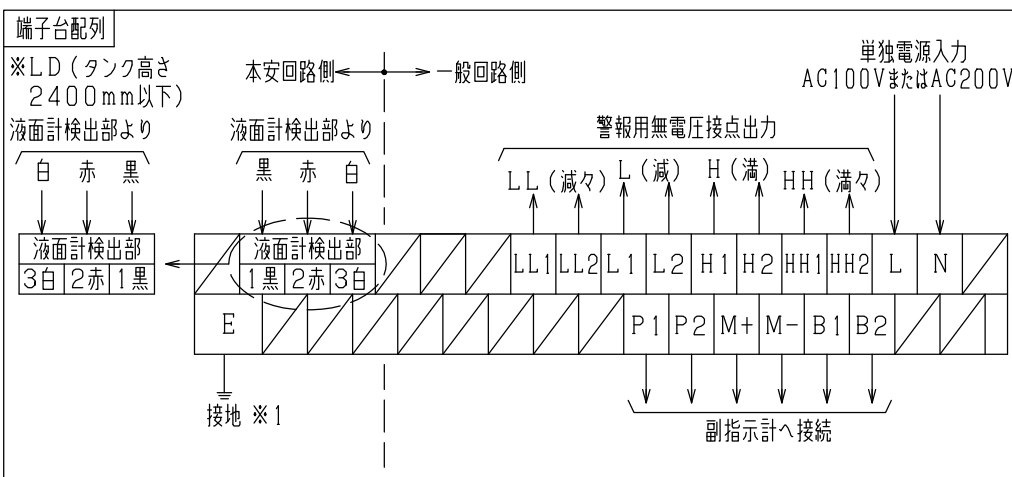 端子台配列
※LD(タンク高さ
2400mm以下)
液面計検出部より
白 赤 黒
液面計検出部
3白 2赤 1黒
本安回路側 一般回路側
液面計検出部より
黒 赤 白
液面計検出部
1黒 2赤 3白
警報用無電圧接点出力
LL(減々) L(減) H(満) HH(満々)
単独電源入力
AC100VまたはAC200V
LL1 LL2 L1 L2 H1 H2 HH1 HH2 L N
E P1 P2 M+ M- B1 B2
接地 ※1
副指示計へ接続